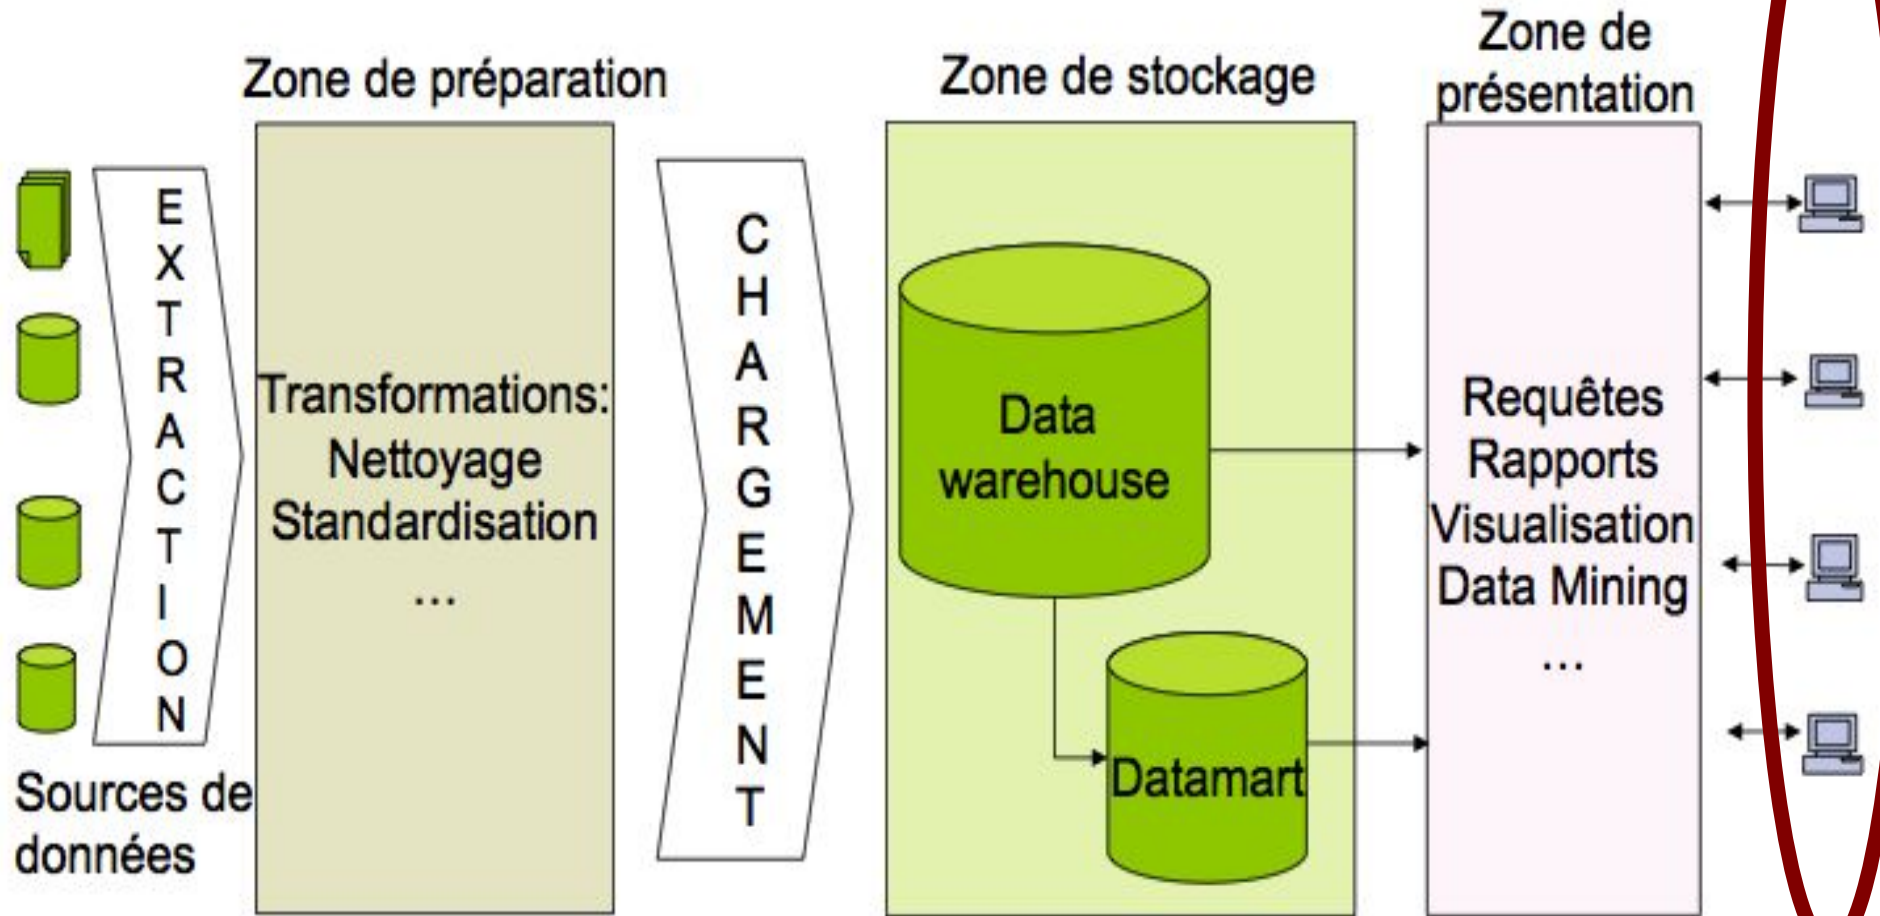 Zone de préparation
Zone de stockage
Zone de
présentation
EXTRACTION
Sources de
données
Transformations:
Nettoyage
Standardisation
...
CHARGEMENT
Data
warehouse
Datamart
Requêtes
Rapports
Visualisation
Data Mining
...